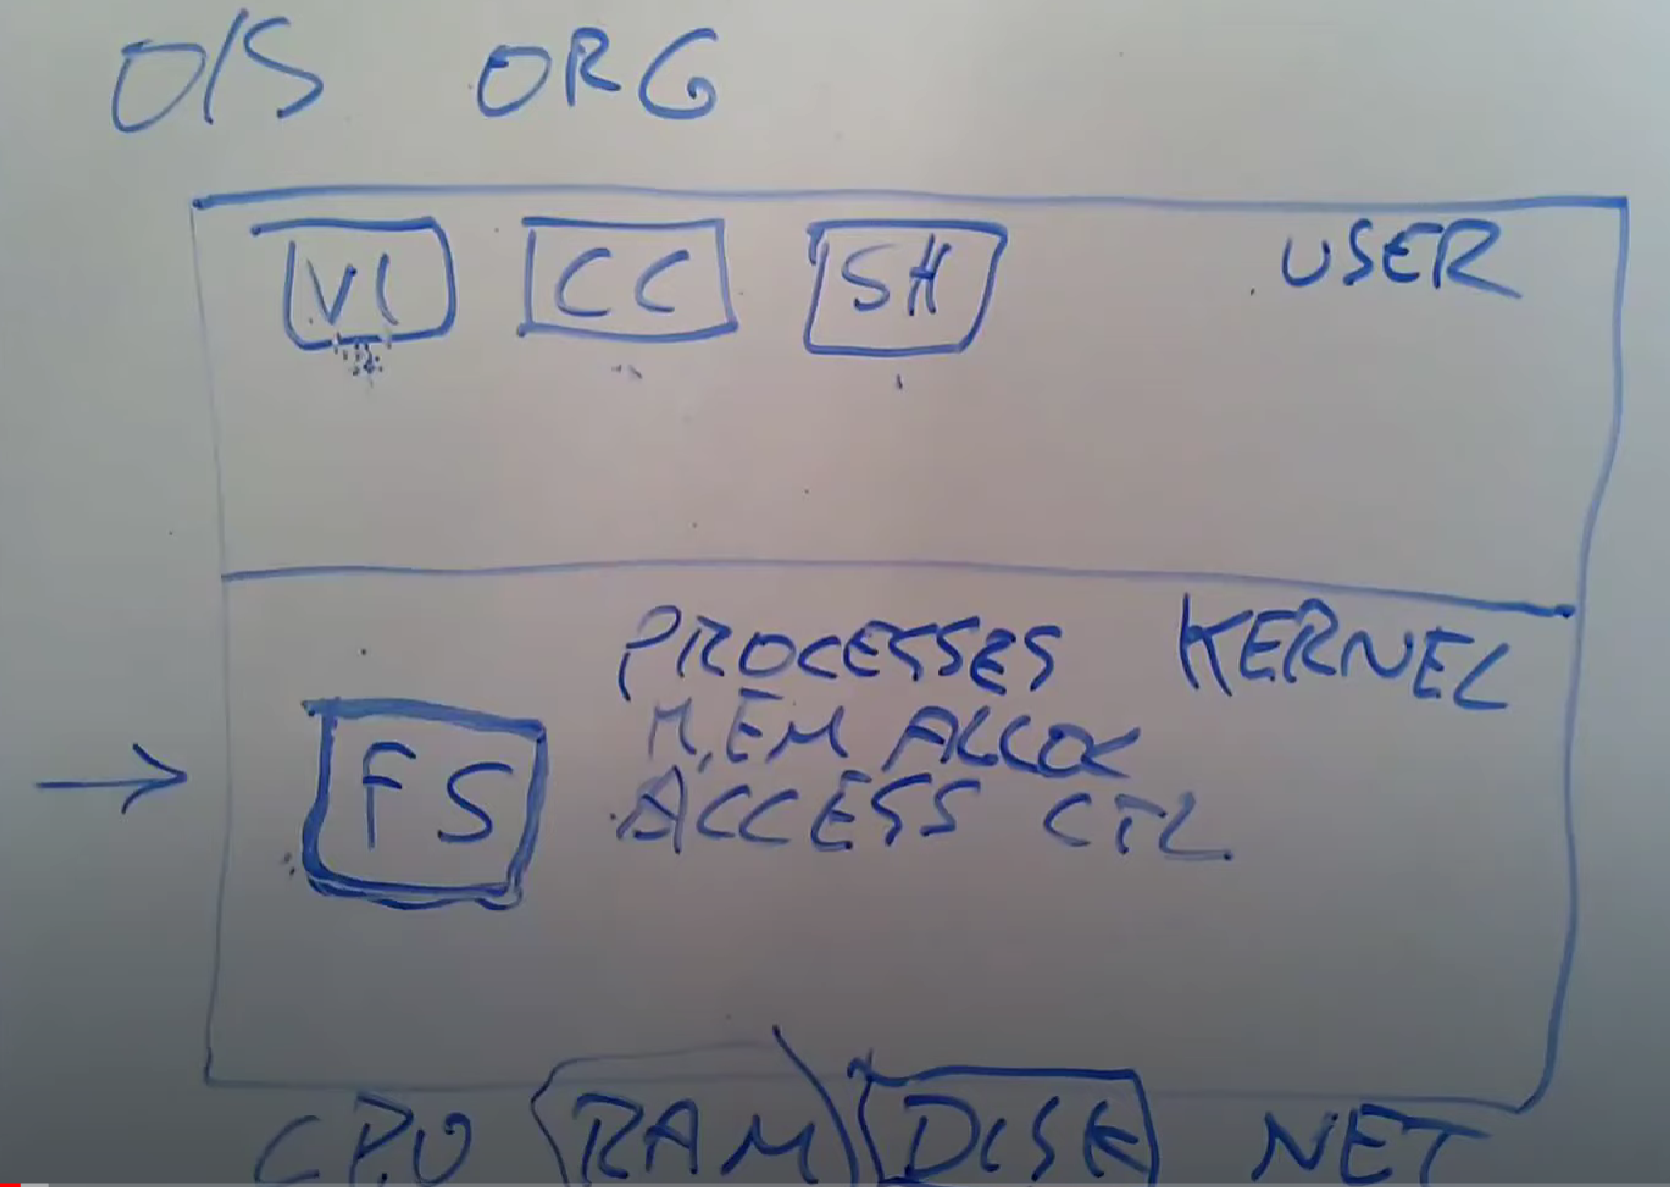 O/S ORG
VI CC SH USER
PROCESSES KERNEL
MEM ALLOC
FS ACCESS CTL
CPU RAM DISK NET